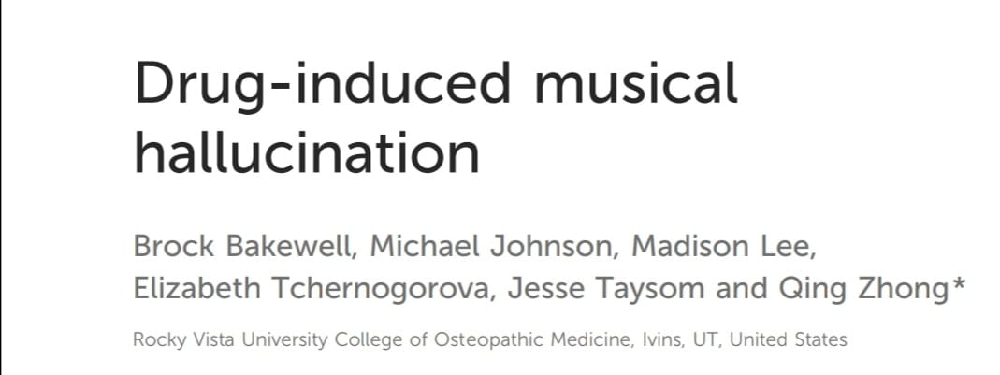 Drug-induced musical
hallucination
Brock Bakewell, Michael Johnson, Madison Lee,
Elizabeth Tchernogorova, Jesse Taysom and Qing Zhong*
Rocky Vista University College of Osteopathic Medicine, Ivins, UT, United States